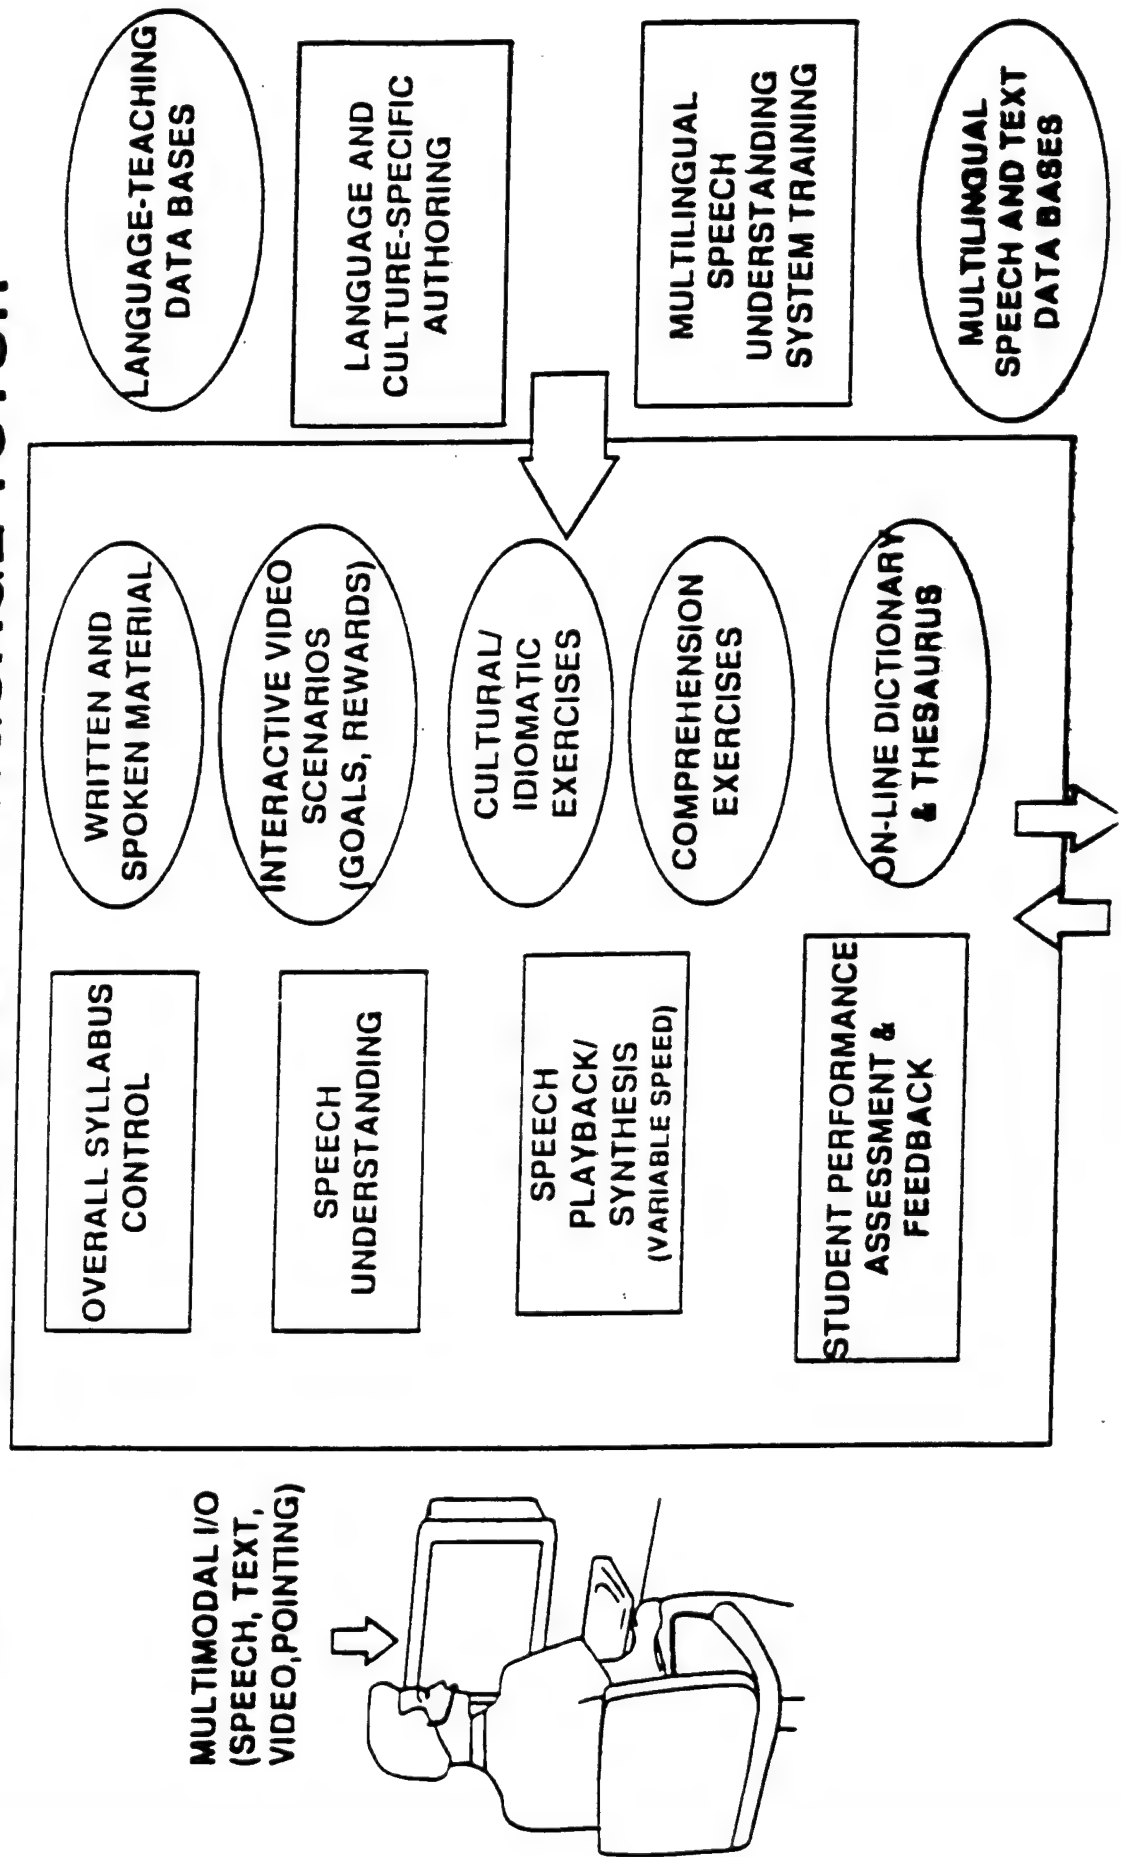 MULTIMODAL I/O
(SPEECH, TEXT,
VIDEO,POINTING)
OVERALL SYLLABUS
CONTROL
SPEECH
UNDERSTANDING
SPEECH
PLAYBACK/
SYNTHESIS
(VARIABLE SPEED)
STUDENT PERFORMANCE
ASSESSMENT &
FEEDBACK
WRITTEN AND
SPOKEN MATERIAL
INTERACTIVE VIDEO
SCENARIOS
(GOALS, REWARDS)
CULTURAL/
IDIOMATIC
EXERCISES
COMPREHENSION
EXERCISES
ON-LINE DICTIONARY
& THESAURUS
LANGUAGE-TEACHING
DATA BASES
LANGUAGE AND
CULTURE-SPECIFIC
AUTHORING
MULTILINGUAL
SPEECH
UNDERSTANDING
SYSTEM TRAINING
MULTILINGUAL
SPEECH AND TEXT
DATA BASES